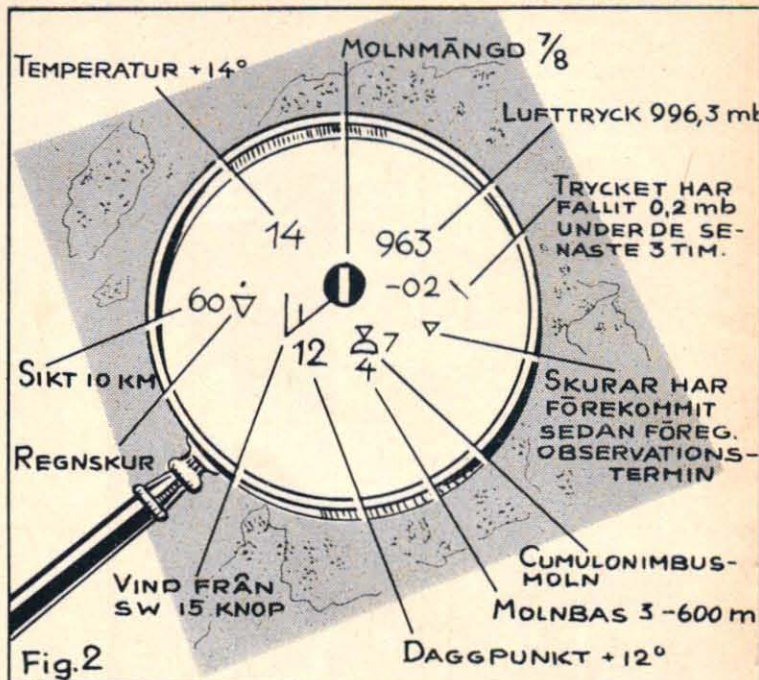 TEMPERATUR +14°
MOLNMÄNGD 7/8
LUFTTRYCK 996,3 mb
TRYCKET HAR
FALLIT 0,2 mb
UNDER DE SE-
NASTE 3 TIM.
14
963
-02
60
12
7
4
SIKT 10 KM
REGNSKUR
SKURAR HAR
FÖREKOMMIT
SEDAN FÖREG.
OBSERVATIONS-
TERMIN
VIND FRÅN
SW 15 KNOP
CUMULONIMBUS-
MOLN
MOLNBAS 3-600 m
DAGGPUNKT +12°
Fig.2